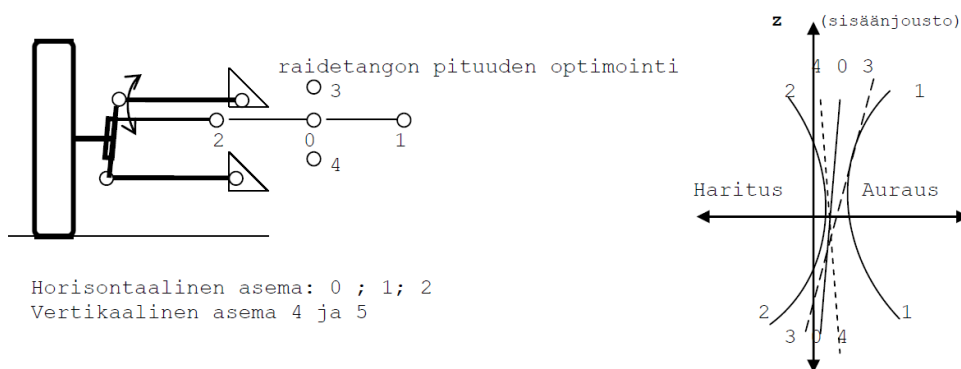 z (sisäänjousto)
raidetangon pituuden optimointi
4 0 3
3
2 1
2 0 1
4
Haritus Auraus
Horisontaalinen asema: 0 ; 1; 2
Vertikaalinen asema 4 ja 5
2 1
3 0 4